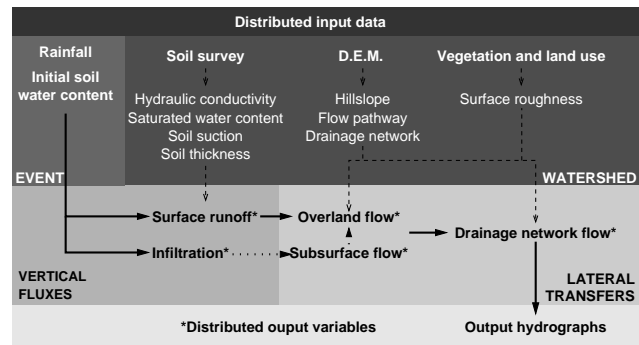 Distributed input data
Rainfall
Initial soil
water content
Soil survey
Hydraulic conductivity
Saturated water content
Soil suction
Soil thickness
D.E.M.
Hillslope
Flow pathway
Drainage network
Vegetation and land use
Surface roughness
EVENT
WATERSHED
Surface runoff*
Overland flow*
Drainage network flow*
Infiltration*
Subsurface flow*
VERTICAL
FLUXES
LATERAL
TRANSFERS
*Distributed ouput variables
Output hydrographs